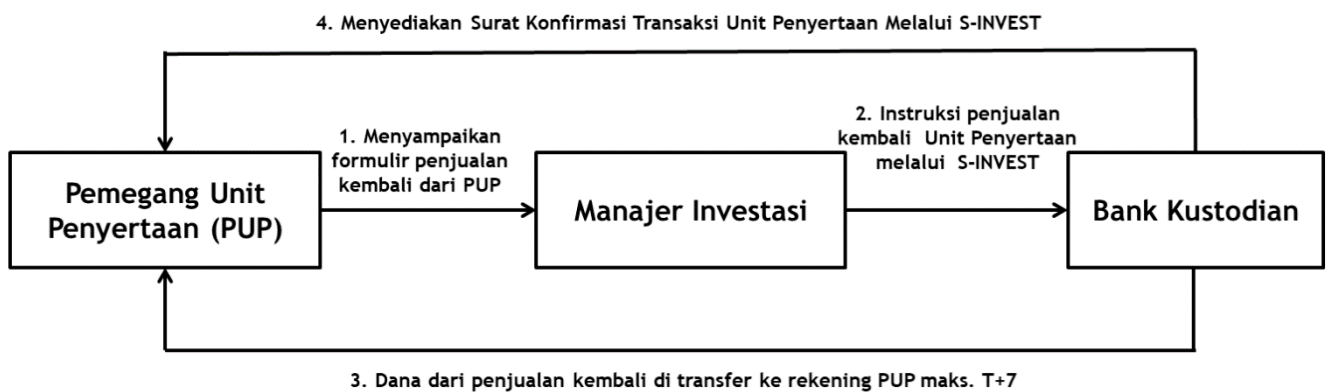 4. Menyediakan Surat Konfirmasi Transaksi Unit Penyertaan Melalui S-INVEST
1. Menyampaikan
formulir penjualan
kembali dari PUP
2. Instruksi penjualan
kembali Unit Penyertaan
melalui S-INVEST
Pemegang Unit
Penyertaan (PUP)
Manajer Investasi
Bank Kustodian
3. Dana dari penjualan kembali di transfer ke rekening PUP maks. T+7